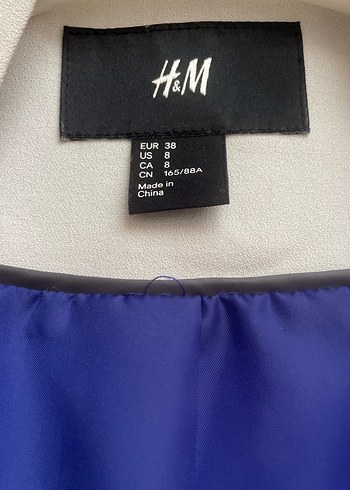 H&M
EUR 38
US 8
CA 8
CN 165/88A
Made in
China